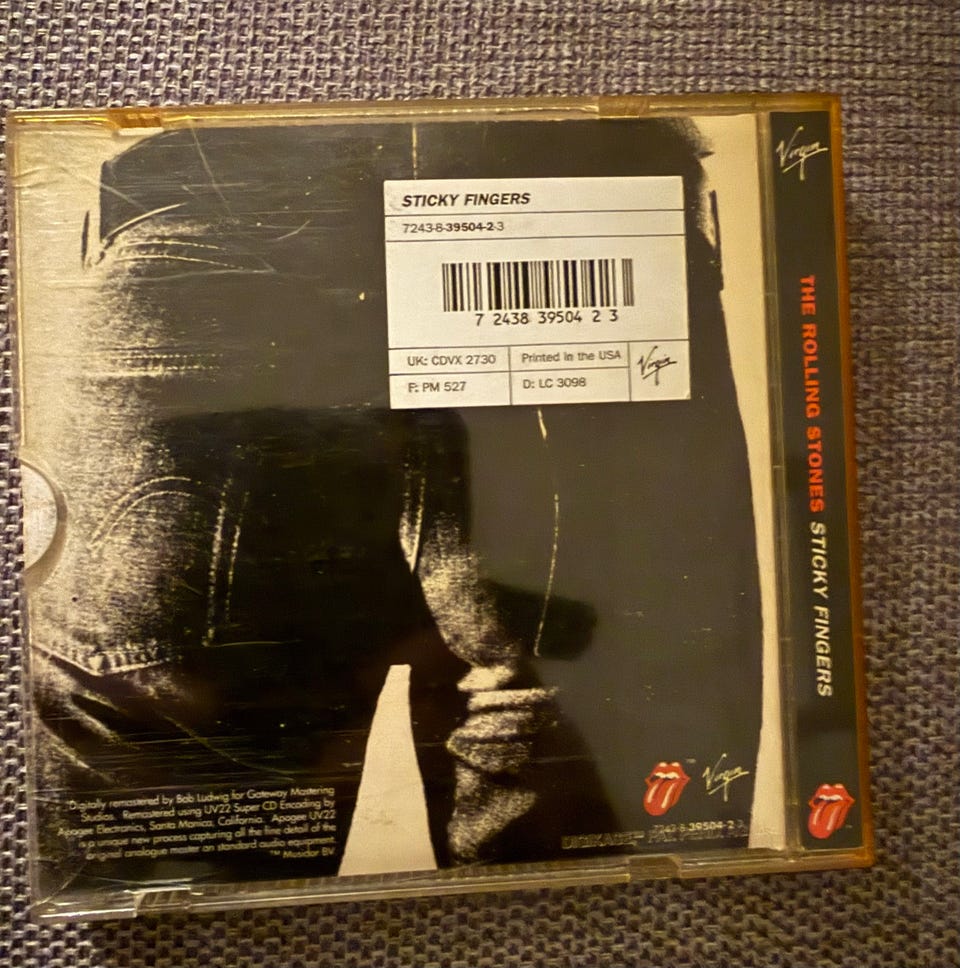 STICKY FINGERS
7243-8-39504-2-3
7 2438 39504 2 3
UK: CDVX 2730
Printed in the USA
Virgin
F: PM 527
D: LC 3098
Virgin
THE ROLLING STONES STICKY FINGERS
Digitally remastered by Bob Ludwig for Gateway Mastering
Studios. Remastered using UV22 Super CD Encoding by
Apogee Electronics, Santa Monica, California. Apogee UV22
is a unique new process capturing all the fine detail of the
original analogue master on standard audio equipment
™ Musidor BV
Virgin
7243-8-39504-2-3